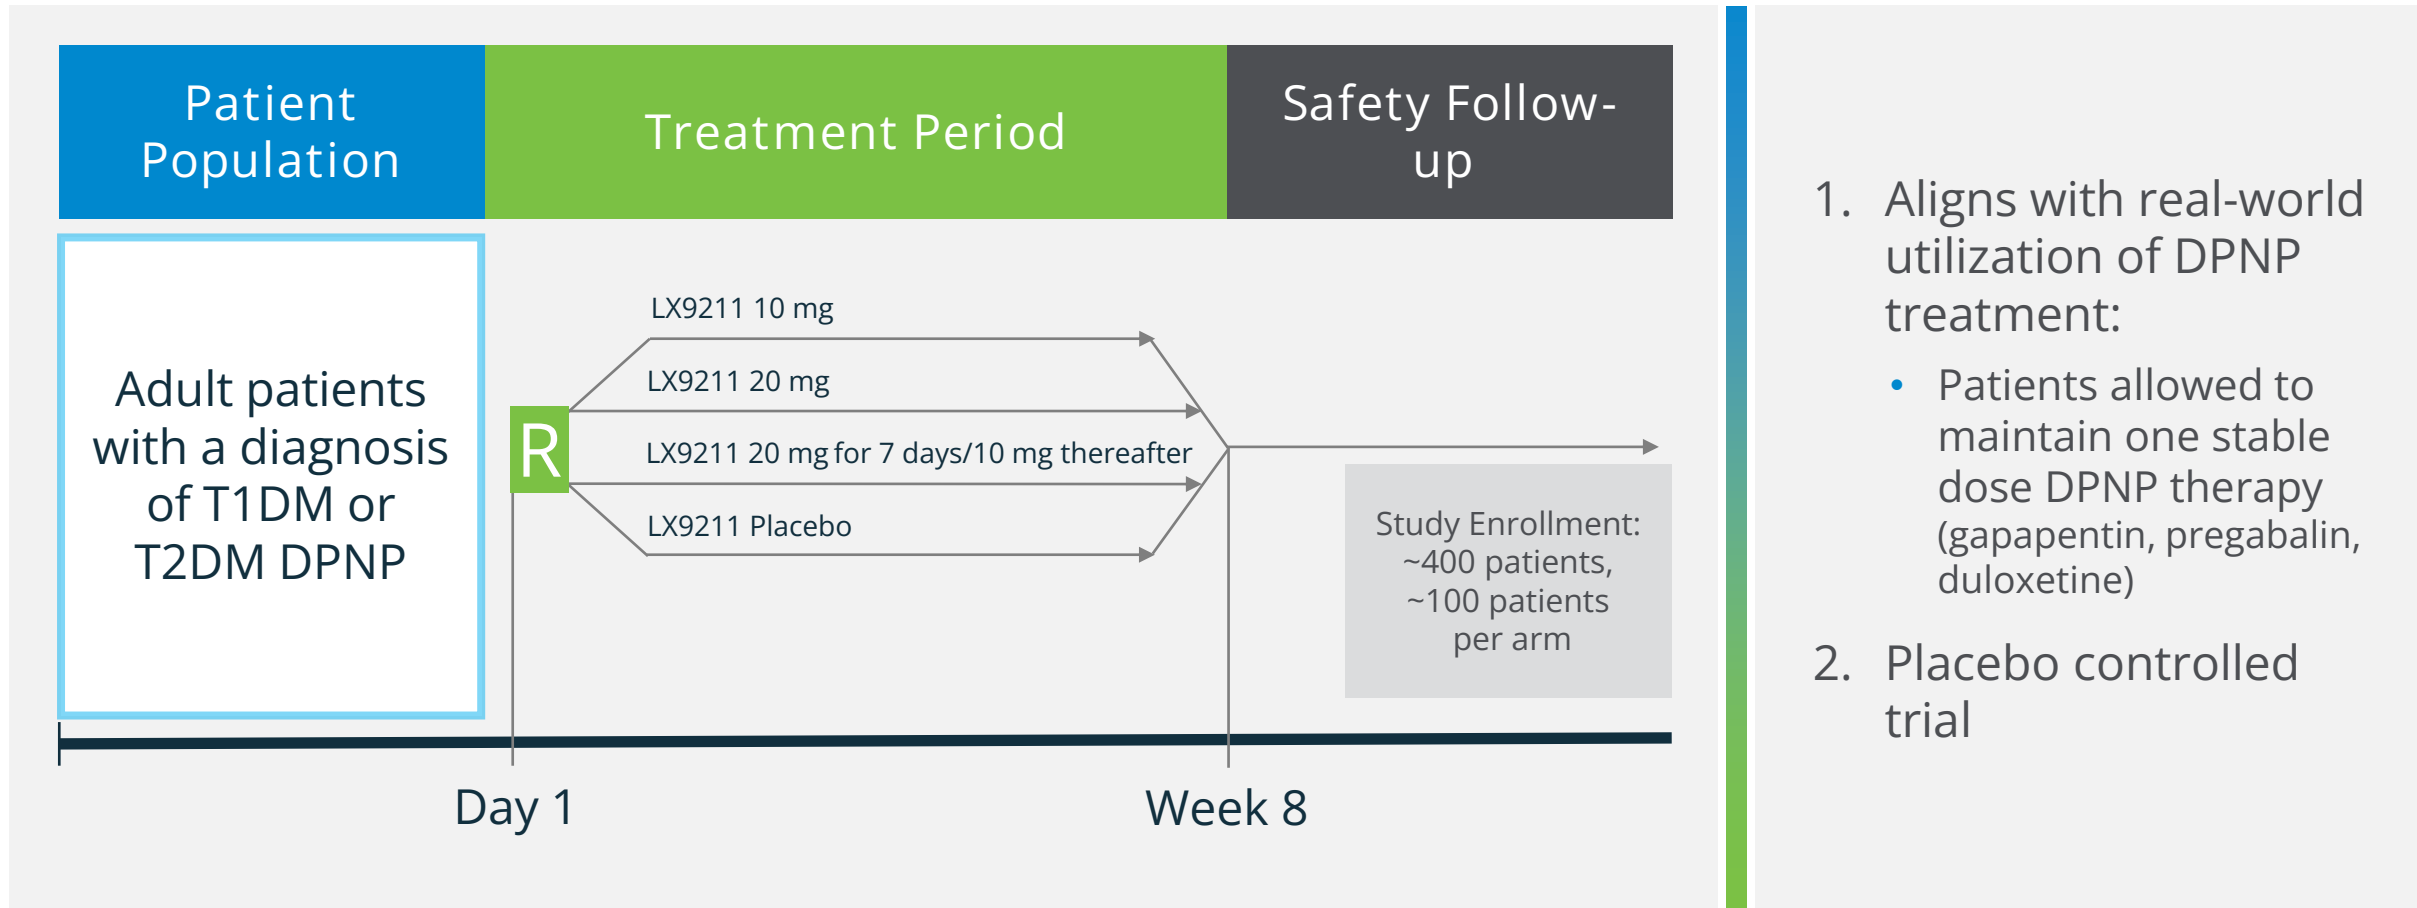 Patient
Population
Treatment Period
Safety Follow-
up
Adult patients
with a diagnosis
of T1DM or
T2DM DPNP
R
LX9211 10 mg
LX9211 20 mg
LX9211 20 mg for 7 days/10 mg thereafter
LX9211 Placebo
Study Enrollment:
~400 patients,
~100 patients
per arm
Day 1
Week 8
1. Aligns with real-world
utilization of DPNP
treatment:
• Patients allowed to
maintain one stable
dose DPNP therapy
(gapapentin, pregabalin,
duloxetine)
2. Placebo controlled
trial